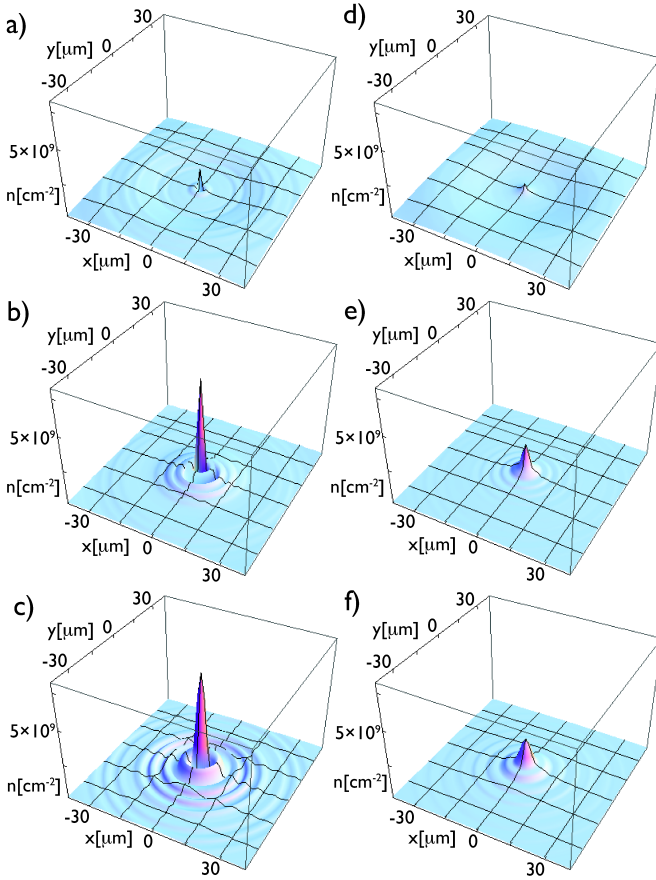 a)
30
y[μm] 0
-30
5×10⁹
n[cm⁻²]
-30
x[μm] 0
30
d)
30
y[μm] 0
-30
5×10⁹
n[cm⁻²]
-30
x[μm] 0
30
b)
30
y[μm] 0
-30
5×10⁹
n[cm⁻²]
-30
x[μm] 0
30
e)
30
y[μm] 0
-30
5×10⁹
n[cm⁻²]
-30
x[μm] 0
30
c)
30
y[μm] 0
-30
5×10⁹
n[cm⁻²]
-30
x[μm] 0
30
f)
30
y[μm] 0
-30
5×10⁹
n[cm⁻²]
-30
x[μm] 0
30